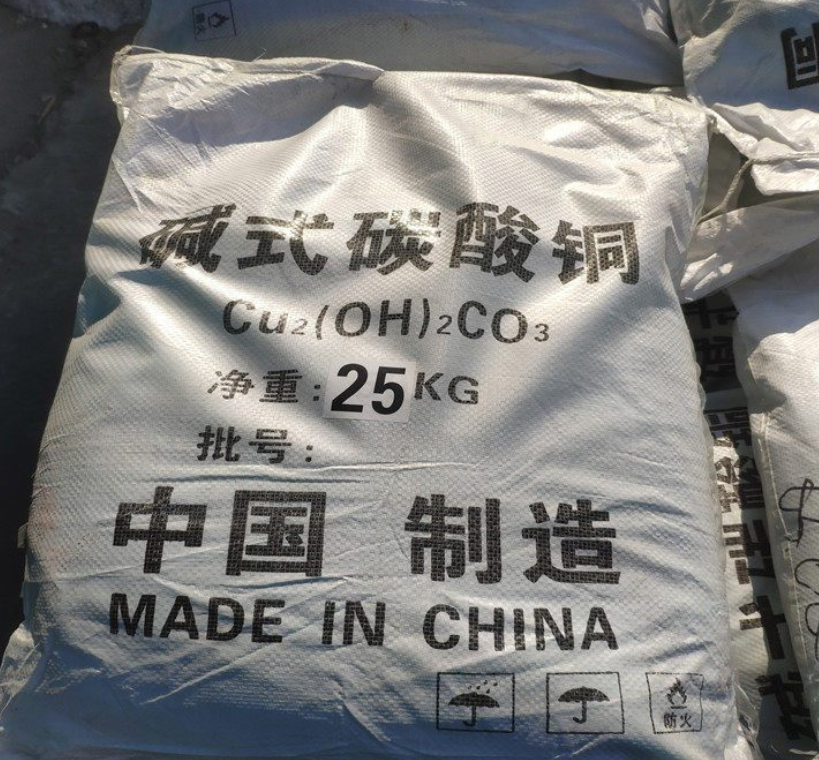 碱式碳酸铜
Cu₂(OH)₂CO₃
净重:25KG
批号:
中国 制造
MADE IN CHINA
防火